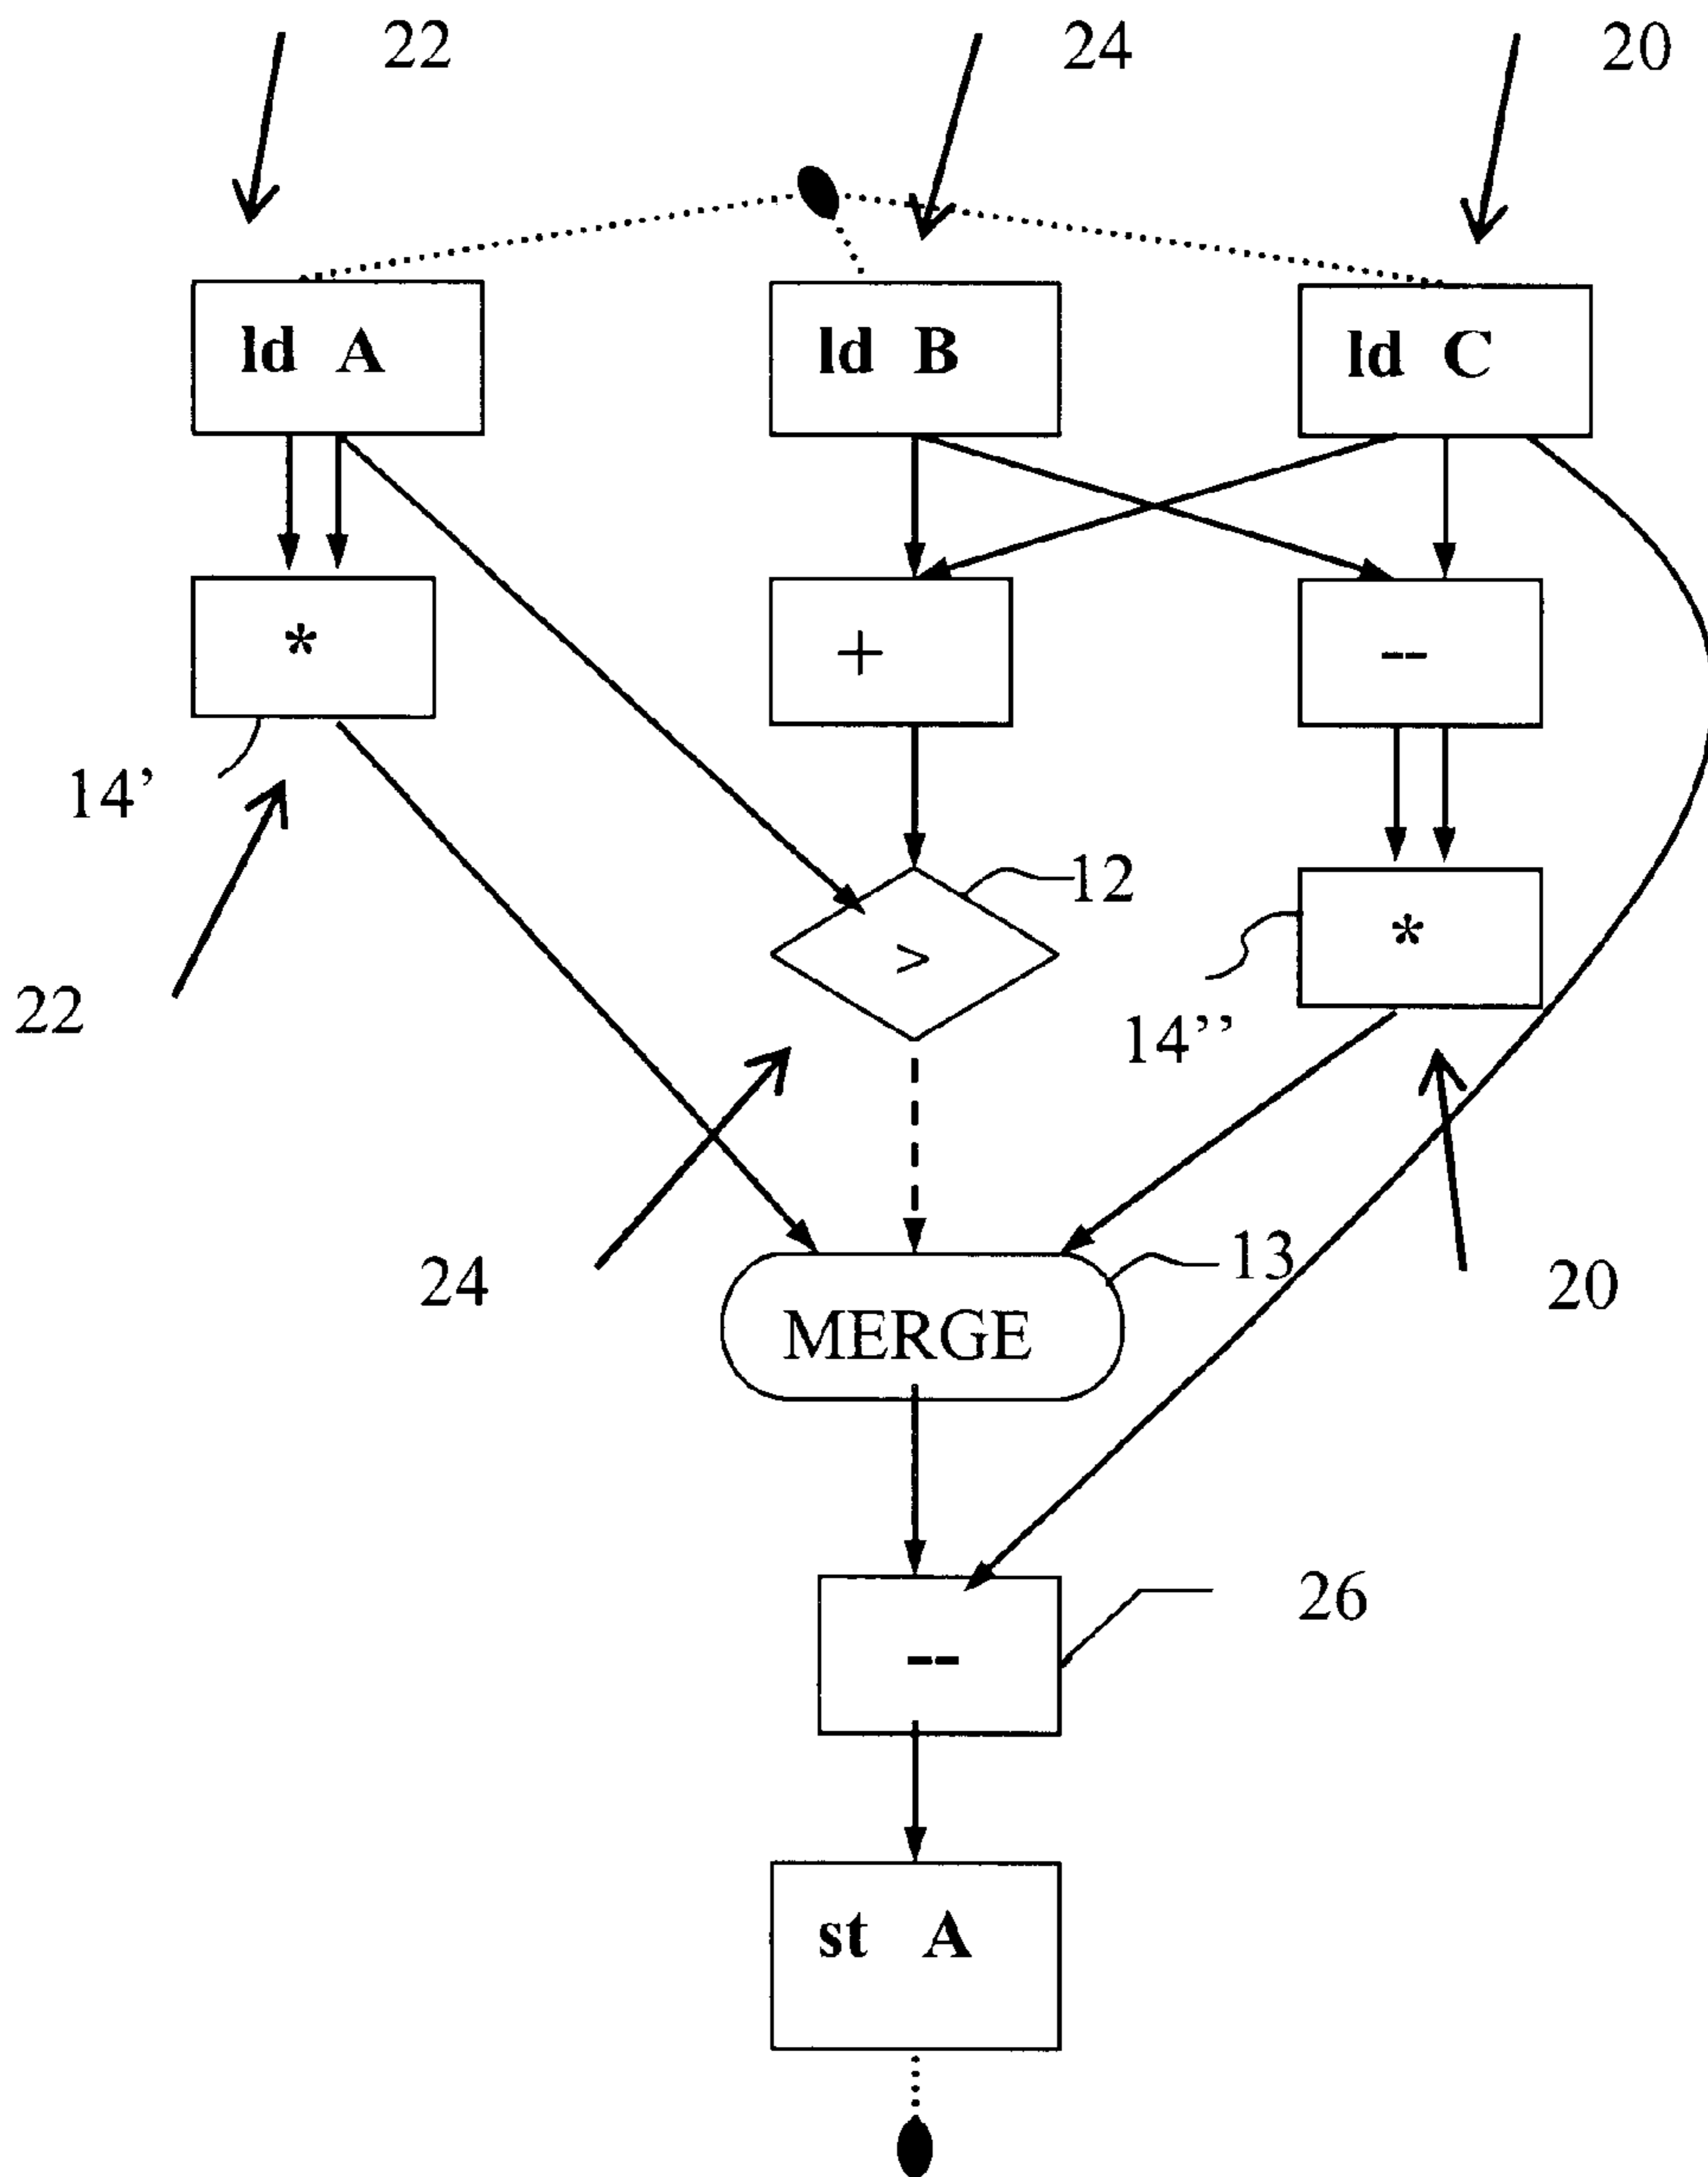 22 24 20
ld A ld B ld C
* + --
14'
12
> *
22
14’’
24 13 20
MERGE
26
--
st A